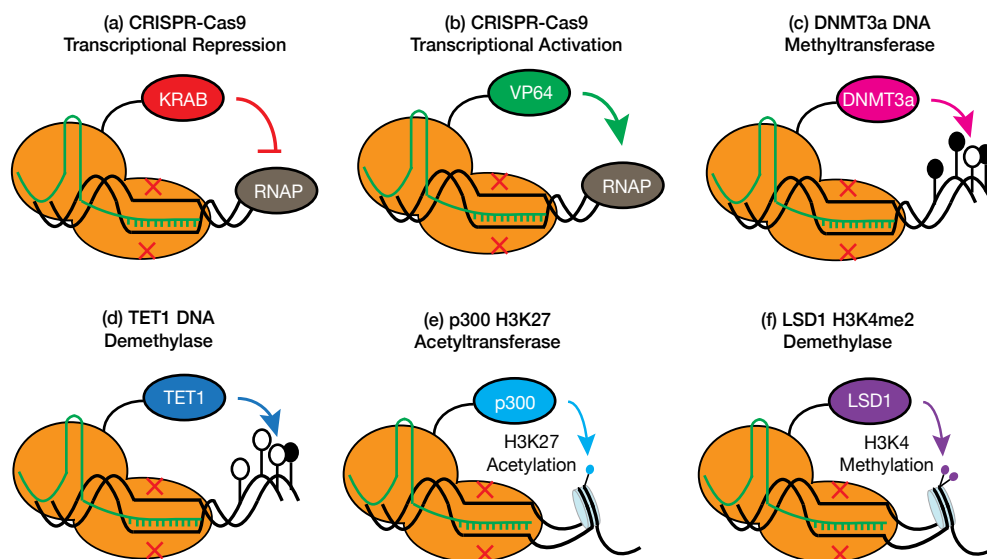 (a) CRISPR-Cas9
Transcriptional Repression
KRAB
RNAP
(b) CRISPR-Cas9
Transcriptional Activation
VP64
RNAP
(c) DNMT3a DNA
Methyltransferase
DNMT3a
(d) TET1 DNA
Demethylase
TET1
(e) p300 H3K27
Acetyltransferase
p300
H3K27
Acetylation
(f) LSD1 H3K4me2
Demethylase
LSD1
H3K4
Methylation